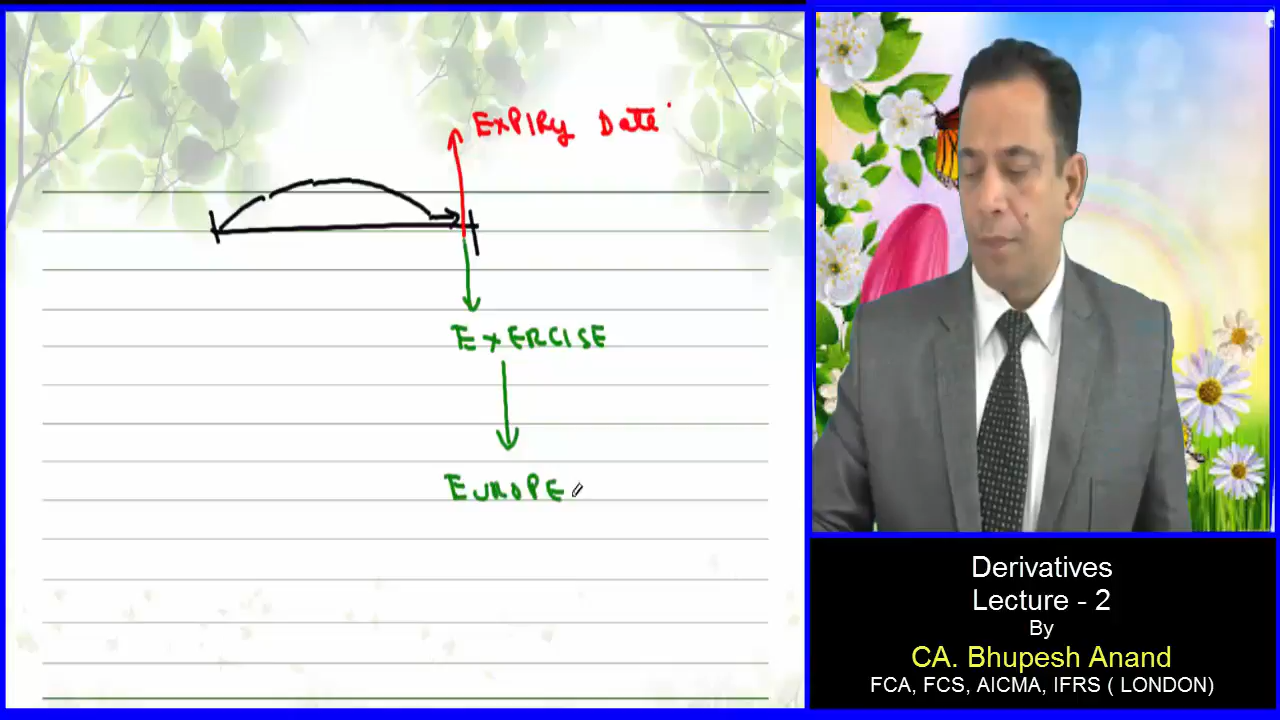 ExPIRy Date
ExERCISE
EUROPE
Derivatives
Lecture - 2
By
CA. Bhupesh Anand
FCA, FCS, AICMA, IFRS ( LONDON)